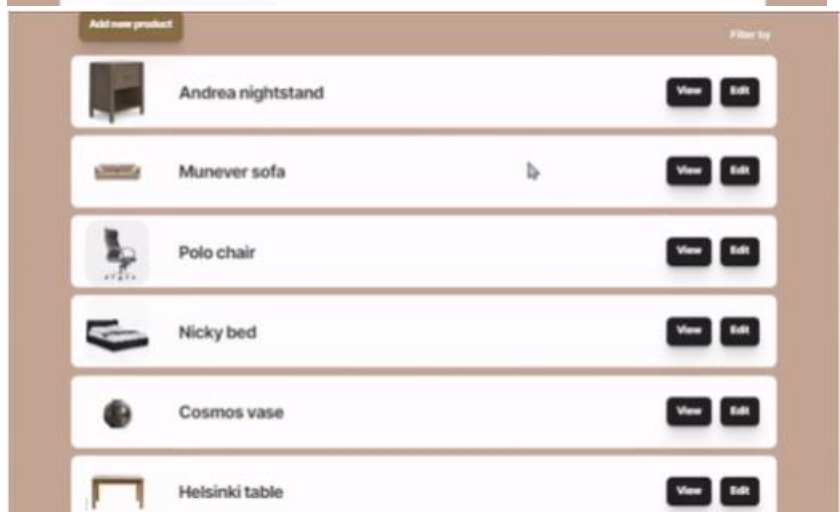 Add new product
Filter by
Andrea nightstand
View Edit
Munever sofa
View Edit
Polo chair
View Edit
Nicky bed
View Edit
Cosmos vase
View Edit
Helsinki table
View Edit